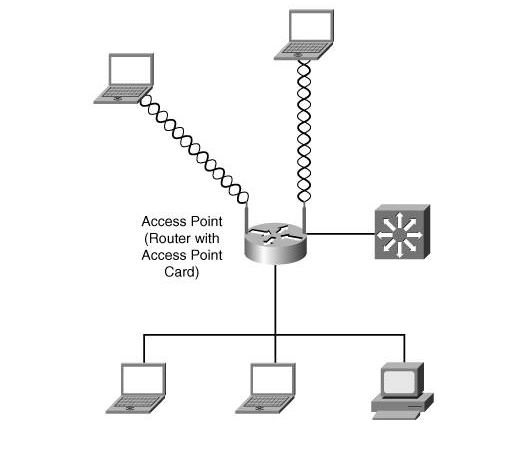 Access Point
(Router with
Access Point
Card)